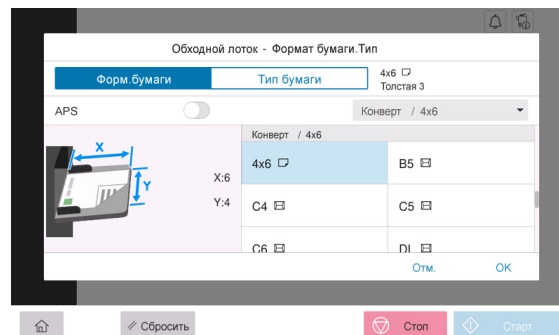 Обходной лоток - Формат бумаги.Тип
Форм.бумаги
Тип бумаги
4x6
Толстая 3
APS
Конверт / 4x6
Конверт / 4x6
X
Y
X:6
Y:4
4x6
B5
C4
C5
C6
DL
Отм.
OK
Сбросить
Стоп
Старт